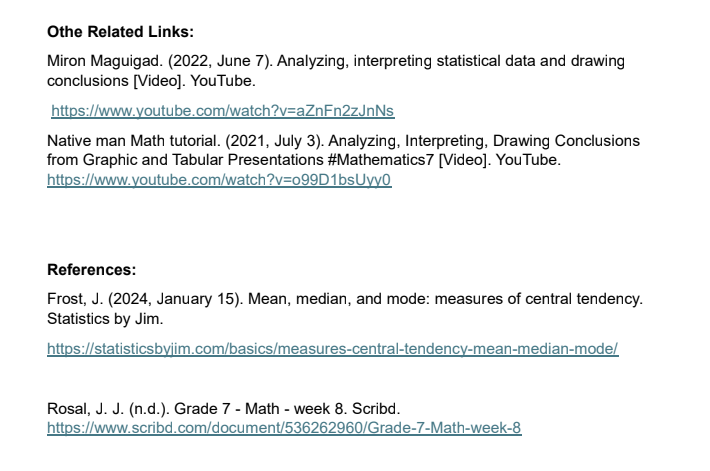 Othe Related Links:
Miron Maguigad. (2022, June 7). Analyzing, interpreting statistical data and drawing
conclusions [Video]. YouTube.
https://www.youtube.com/watch?v=aZnFn2zJnNs
Native man Math tutorial. (2021, July 3). Analyzing, Interpreting, Drawing Conclusions
from Graphic and Tabular Presentations #Mathematics7 [Video]. YouTube.
https://www.youtube.com/watch?v=o99D1bsUyy0
References:
Frost, J. (2024, January 15). Mean, median, and mode: measures of central tendency.
Statistics by Jim.
https://statisticsbyjim.com/basics/measures-central-tendency-mean-median-mode/
Rosal, J. J. (n.d.). Grade 7 - Math - week 8. Scribd.
https://www.scribd.com/document/536262960/Grade-7-Math-week-8